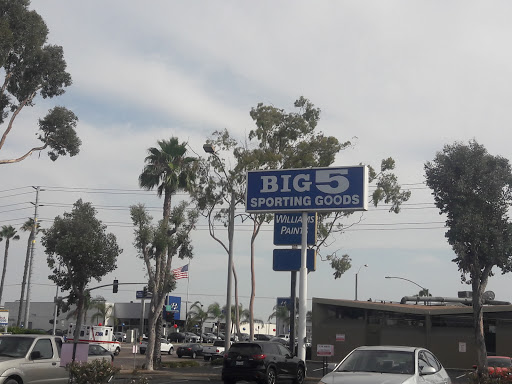 BIG 5
SPORTING GOODS
WILLIAMS
PAINT